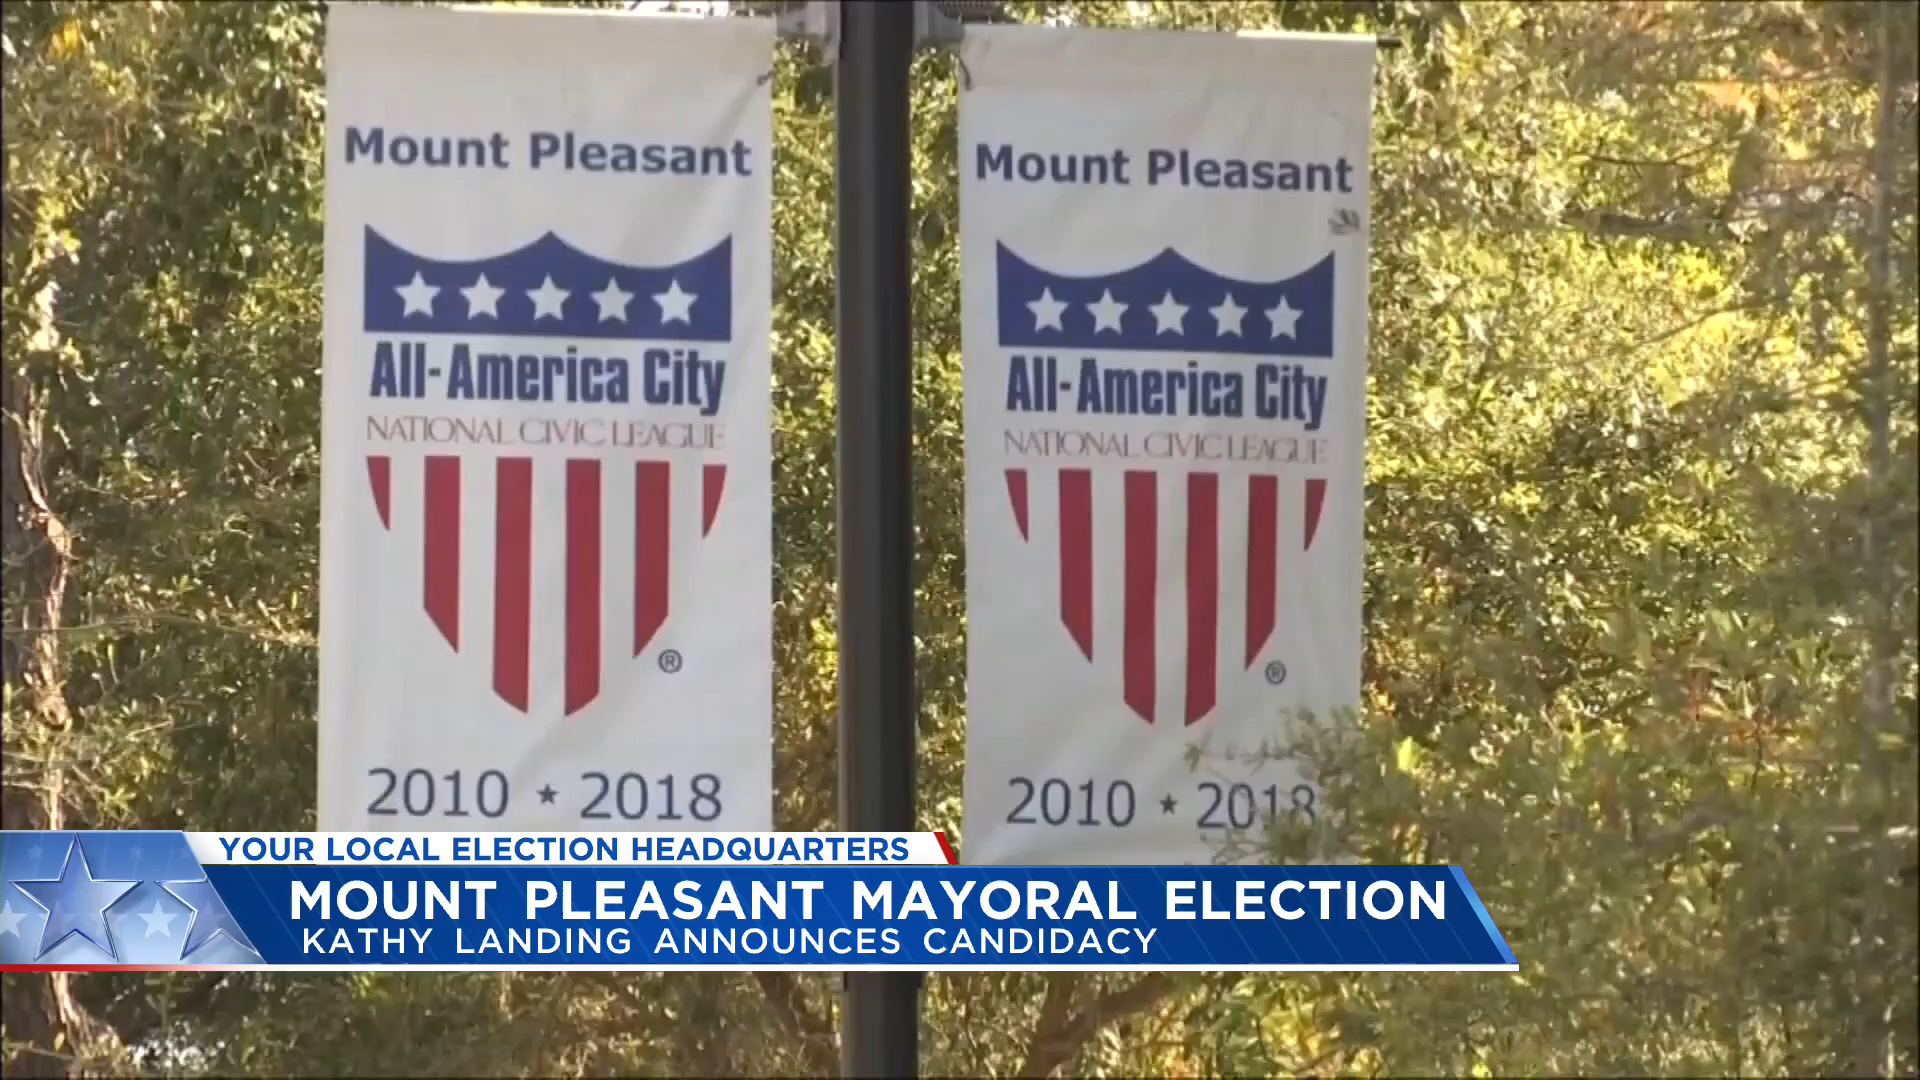 Mount Pleasant
All-America City
NATIONAL CIVIC LEAGUE
®
2010 ★ 2018
Mount Pleasant
All-America City
NATIONAL CIVIC LEAGUE
®
2010 ★ 2018
YOUR LOCAL ELECTION HEADQUARTERS
MOUNT PLEASANT MAYORAL ELECTION
KATHY LANDING ANNOUNCES CANDIDACY